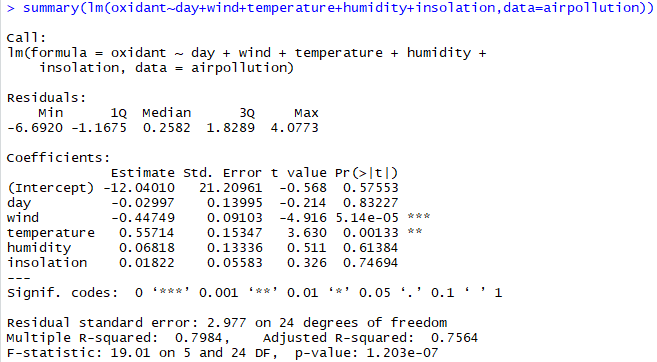 > summary(lm(oxidant~day+wind+temperature+humidity+insolation,data=airpollution))

Call:
lm(formula = oxidant ~ day + wind + temperature + humidity +
    insolation, data = airpollution)

Residuals:
    Min      1Q  Median      3Q     Max
-6.6920 -1.1675  0.2582  1.8289  4.0773

Coefficients:
             Estimate Std. Error t value Pr(>|t|)
(Intercept) -12.04010   21.20961  -0.568  0.57553
day          -0.02997    0.13995  -0.214  0.83227
wind         -0.44749    0.09103  -4.916 5.14e-05 ***
temperature   0.55714    0.15347   3.630  0.00133 **
humidity      0.06818    0.13336   0.511  0.61384
insolation    0.01822    0.05583   0.326  0.74694
---
Signif. codes:  0 ‘***’ 0.001 ‘**’ 0.01 ‘*’ 0.05 ‘.’ 0.1 ‘ ’ 1

Residual standard error: 2.977 on 24 degrees of freedom
Multiple R-squared:  0.7984,	Adjusted R-squared:  0.7564
F-statistic: 19.01 on 5 and 24 DF,  p-value: 1.203e-07